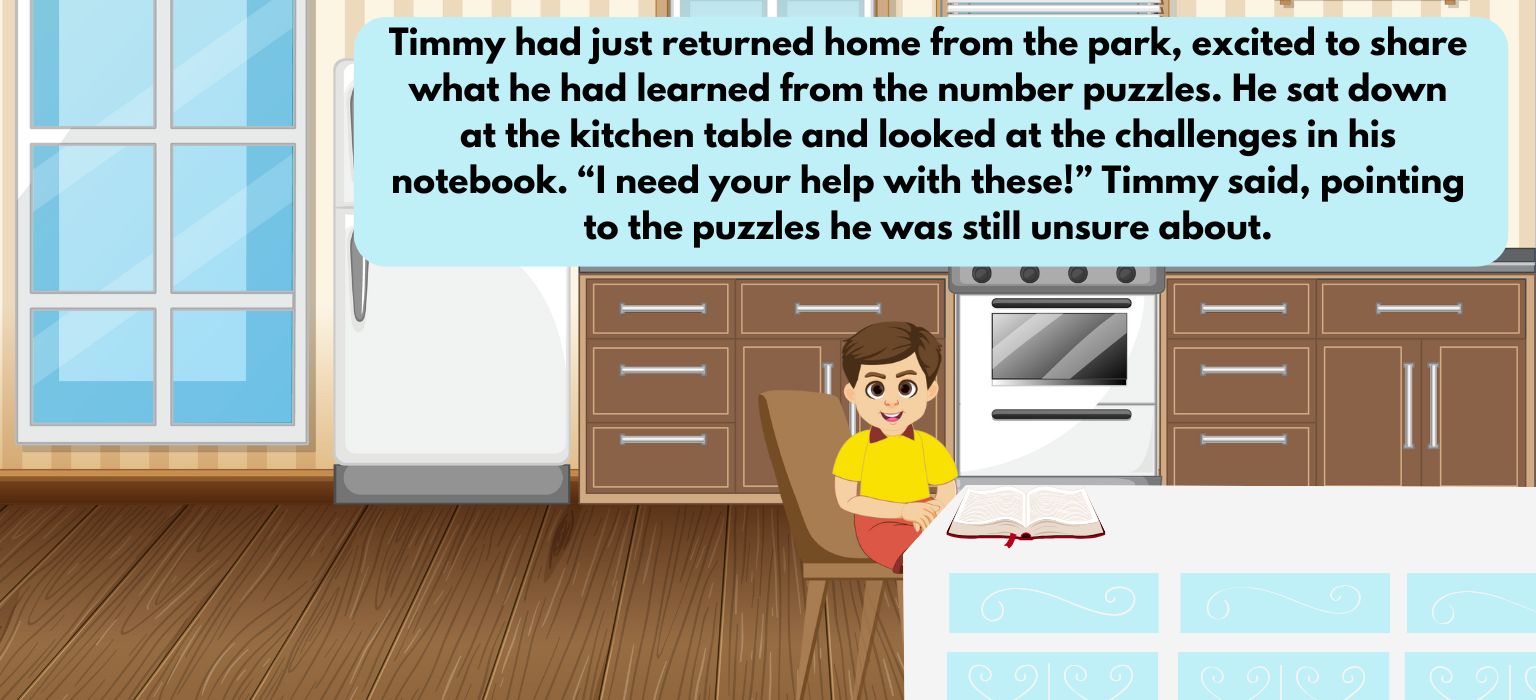 Timmy had just returned home from the park, excited to share
what he had learned from the number puzzles. He sat down
at the kitchen table and looked at the challenges in his
notebook. “I need your help with these!” Timmy said, pointing
to the puzzles he was still unsure about.